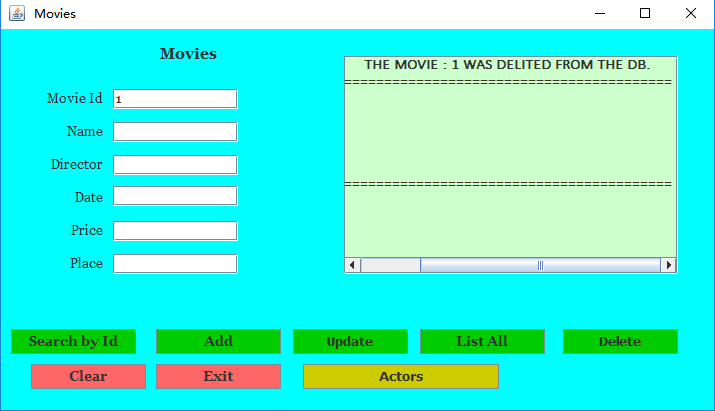 Movies
Movies
THE MOVIE : 1 WAS DELITED FROM THE DB.
========================================
Movie Id 1
Name
Director
Date
========================================
Price
Place
Search by Id Add Update List All Delete
Clear Exit Actors